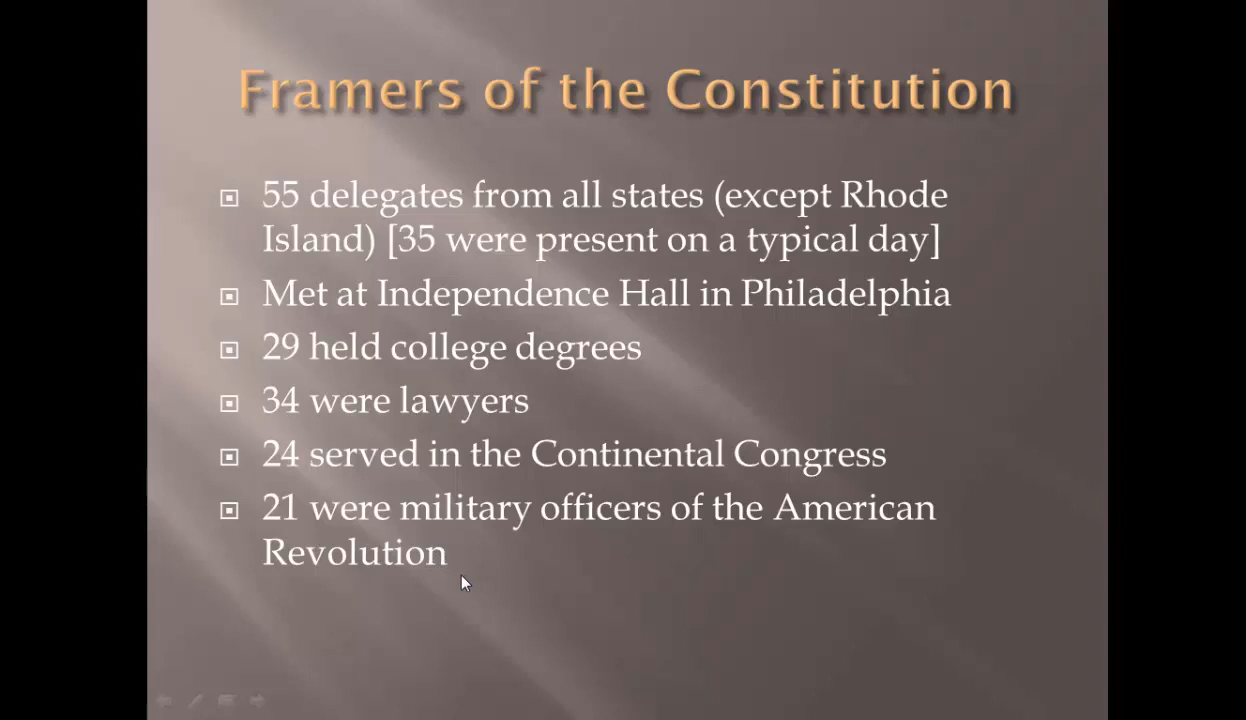 Framers of the Constitution
55 delegates from all states (except Rhode
Island) [35 were present on a typical day]
Met at Independence Hall in Philadelphia
29 held college degrees
34 were lawyers
24 served in the Continental Congress
21 were military officers of the American
Revolution